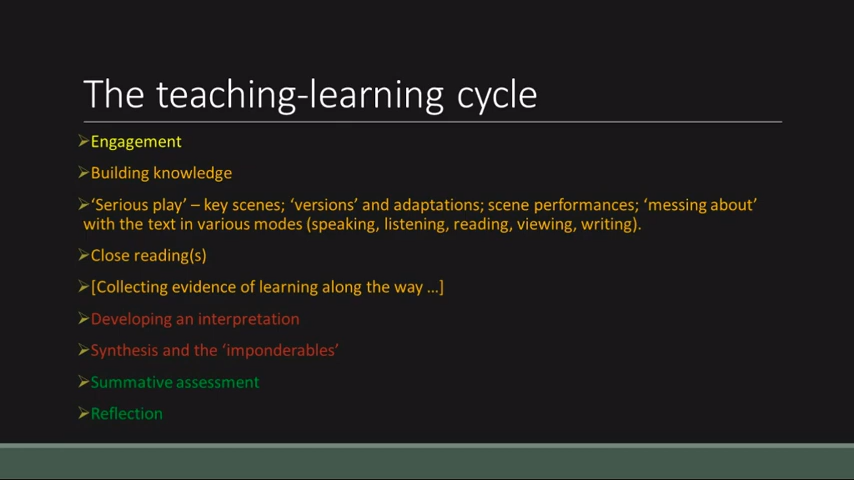 The teaching-learning cycle
➢Engagement
➢Building knowledge
➢‘Serious play’ – key scenes; ‘versions’ and adaptations; scene performances; ‘messing about’
with the text in various modes (speaking, listening, reading, viewing, writing).
➢Close reading(s)
➢[Collecting evidence of learning along the way …]
➢Developing an interpretation
➢Synthesis and the ‘imponderables’
➢Summative assessment
➢Reflection